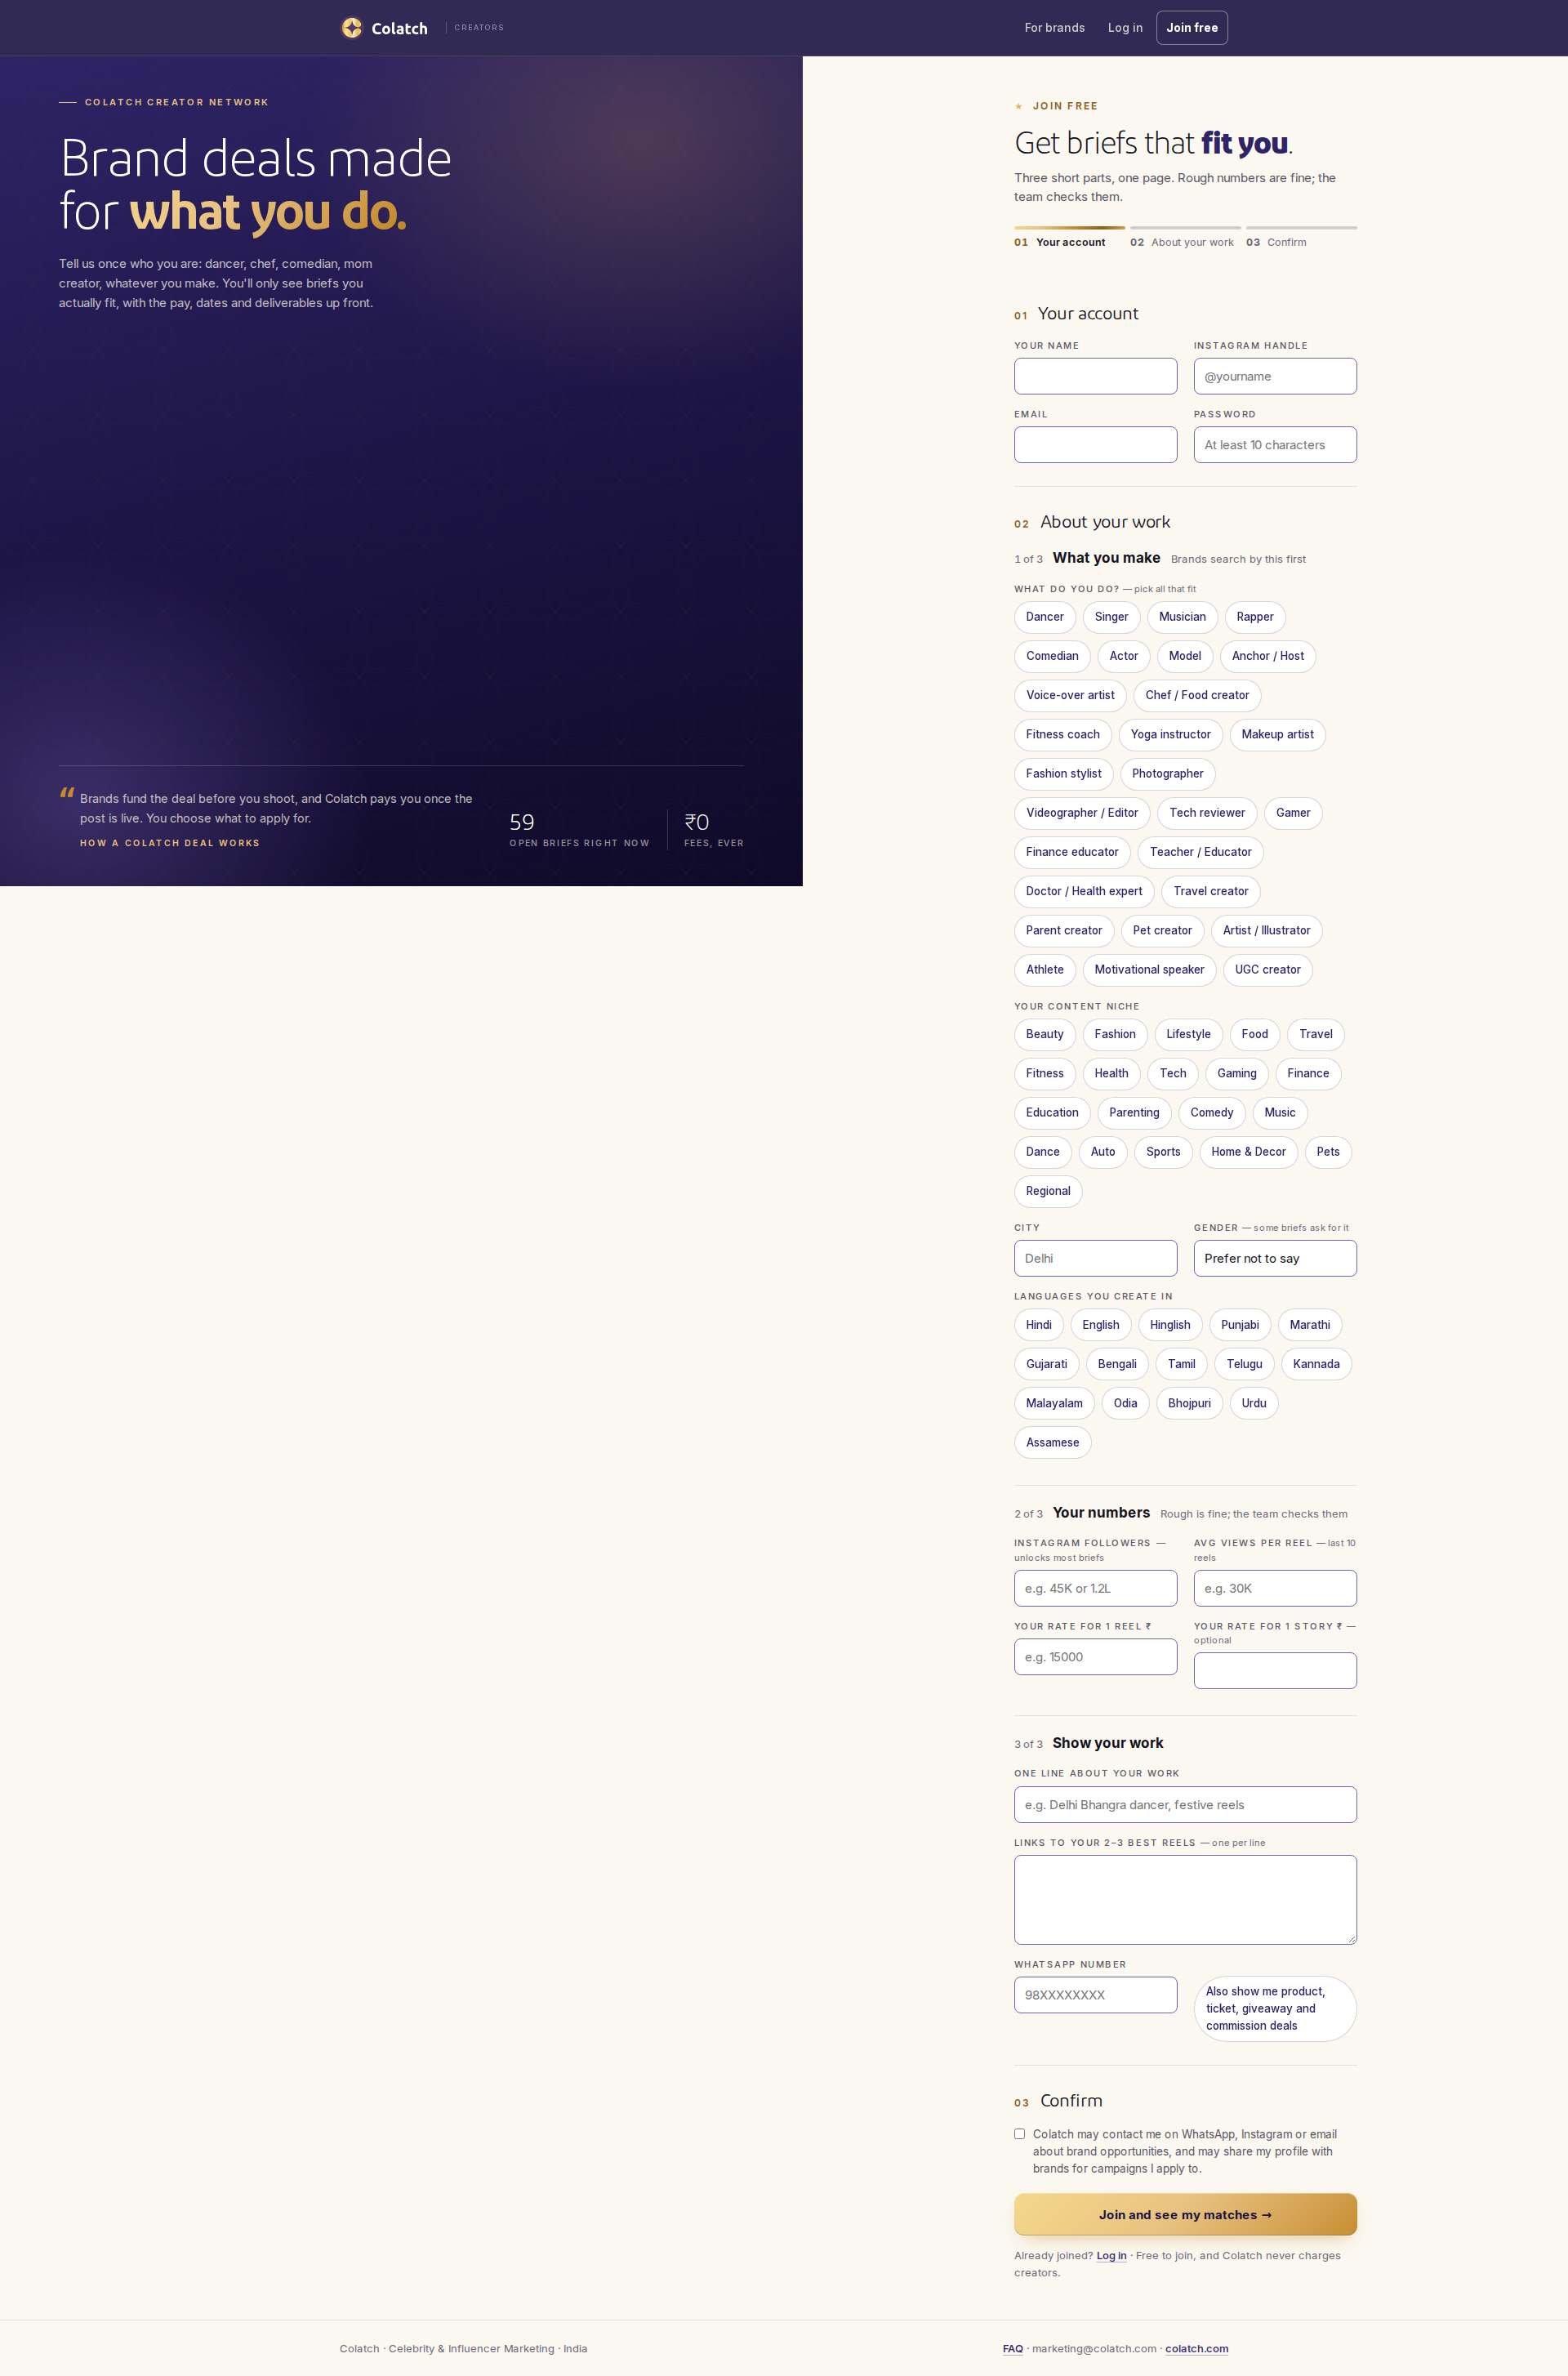 Colatch
CREATORS
For brands
Log in
Join free
COLATCH CREATOR NETWORK
Brand deals made
for what you do.
Tell us once who you are: dancer, chef, comedian, mom
creator, whatever you make. You'll only see briefs you
actually fit, with the pay, dates and deliverables up front.
“ Brands fund the deal before you shoot, and Colatch pays you once the
post is live. You choose what to apply for.
HOW A COLATCH DEAL WORKS
59
OPEN BRIEFS RIGHT NOW
₹0
FEES, EVER
★ JOIN FREE
Get briefs that fit you.
Three short parts, one page. Rough numbers are fine; the
team checks them.
01 Your account
02 About your work
03 Confirm
01 Your account
YOUR NAME
INSTAGRAM HANDLE
@yourname
EMAIL
PASSWORD
At least 10 characters
02 About your work
1 of 3 What you make Brands search by this first
WHAT DO YOU DO? — pick all that fit
Dancer Singer Musician Rapper
Comedian Actor Model Anchor / Host
Voice-over artist Chef / Food creator
Fitness coach Yoga instructor Makeup artist
Fashion stylist Photographer
Videographer / Editor Tech reviewer Gamer
Finance educator Teacher / Educator
Doctor / Health expert Travel creator
Parent creator Pet creator Artist / Illustrator
Athlete Motivational speaker UGC creator
YOUR CONTENT NICHE
Beauty Fashion Lifestyle Food Travel
Fitness Health Tech Gaming Finance
Education Parenting Comedy Music
Dance Auto Sports Home & Decor Pets
Regional
CITY
Delhi
GENDER — some briefs ask for it
Prefer not to say
LANGUAGES YOU CREATE IN
Hindi English Hinglish Punjabi Marathi
Gujarati Bengali Tamil Telugu Kannada
Malayalam Odia Bhojpuri Urdu
Assamese
2 of 3 Your numbers Rough is fine; the team checks them
INSTAGRAM FOLLOWERS —
unlocks most briefs
e.g. 45K or 1.2L
AVG VIEWS PER REEL — last 10
reels
e.g. 30K
YOUR RATE FOR 1 REEL ₹
e.g. 15000
YOUR RATE FOR 1 STORY ₹ —
optional
3 of 3 Show your work
ONE LINE ABOUT YOUR WORK
e.g. Delhi Bhangra dancer, festive reels
LINKS TO YOUR 2–3 BEST REELS — one per line
WHATSAPP NUMBER
98XXXXXXXX
Also show me product,
ticket, giveaway and
commission deals
03 Confirm
Colatch may contact me on WhatsApp, Instagram or email
about brand opportunities, and may share my profile with
brands for campaigns I apply to.
Join and see my matches →
Already joined? Log in · Free to join, and Colatch never charges
creators.
Colatch · Celebrity & Influencer Marketing · India
FAQ · marketing@colatch.com · colatch.com